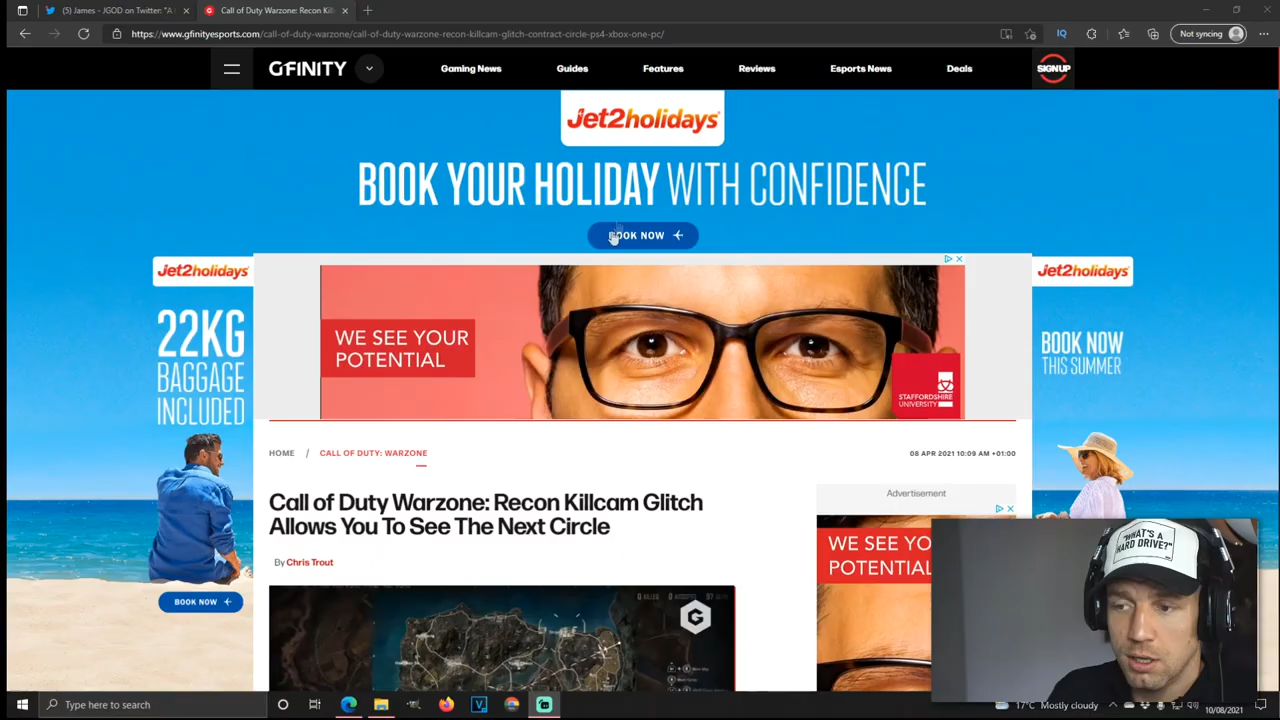 (5) James - JGOD on Twitter: "A l
Call of Duty Warzone: Recon Kill
https://www.gfinityesports.com/call-of-duty-warzone/call-of-duty-warzone-recon-killcam-glitch-contract-circle-ps4-xbox-one-pc/
IQ
Not syncing
GFINITY
Gaming News
Guides
Features
Reviews
Esports News
Deals
SIGNUP
Jet2holidays
BOOK YOUR HOLIDAY WITH CONFIDENCE
BOOK NOW
Jet2holidays
22KG
BAGGAGE
INCLUDED
BOOK NOW
WE SEE YOUR
POTENTIAL
STAFFORDSHIRE
UNIVERSITY
Jet2holidays
BOOK NOW
THIS SUMMER
HOME / CALL OF DUTY: WARZONE
08 APR 2021 10:09 AM +01:00
Call of Duty Warzone: Recon Killcam Glitch
Allows You To See The Next Circle
By Chris Trout
Advertisement
WE SEE YO
POTENTIAL
"WHAT'S A
HARD DRIVE?"
Type here to search
17°C Mostly cloudy
10/08/2021